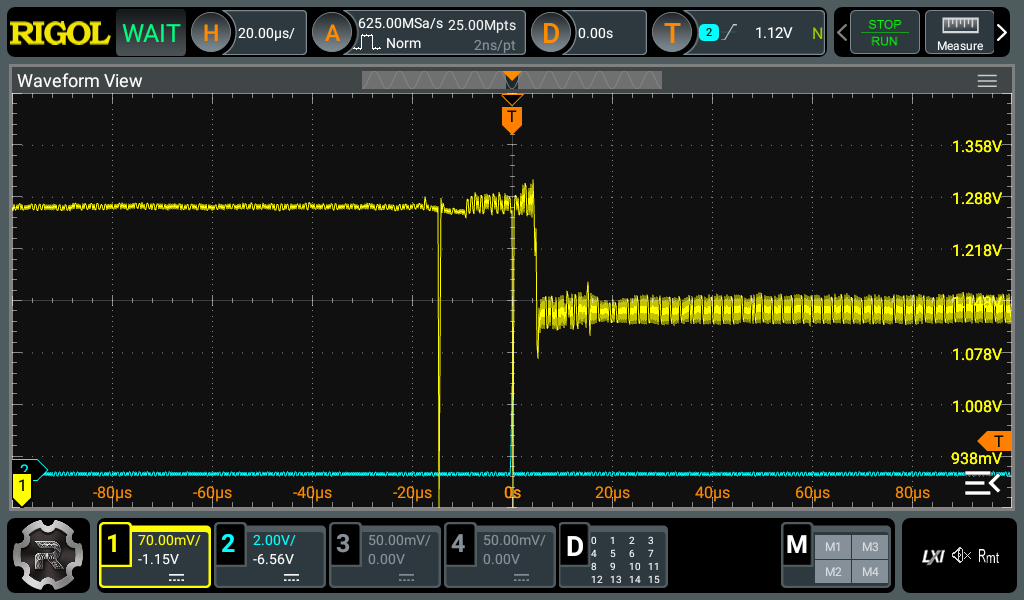 RIGOL WAIT H 20.00µs/ A 625.00MSa/s 25.00Mpts D 0.00s T 2 1.12V N STOP
Norm 2ns/pt RUN Measure
Waveform View
T
1.358V
1.288V
1.218V
1.078V
1.008V
T
938mV
2
1
-80µs -60µs -40µs -20µs 0s 20µs 40µs 60µs 80µs
1 70.00mV/ 2 2.00V/ 3 50.00mV/ 4 50.00mV/ D 0 1 2 3 M M1 M3 LXI Rmt
-1.15V -6.56V 0.00V 0.00V 4 5 6 7 M2 M4
8 9 10 11
12 13 14 15
R